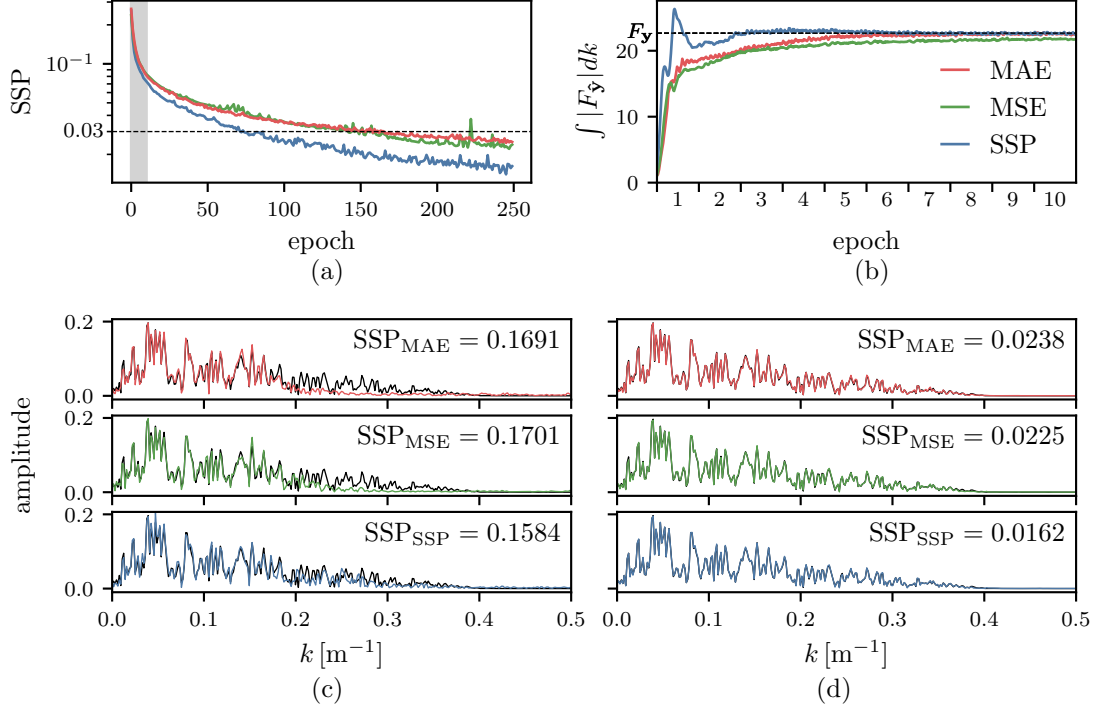 SSP
10⁻¹
0.03
0
50
100
150
200
250
epoch
(a)
∫ |F_ŷ| dk
F_y
20
10
0
MAE
MSE
SSP
1
2
3
4
5
6
7
8
9
10
epoch
(b)
amplitude
0.2
0.0
SSP_MAE = 0.1691
0.2
0.0
SSP_MSE = 0.1701
0.2
0.0
SSP_SSP = 0.1584
0.0
0.1
0.2
0.3
0.4
0.5
k [m⁻¹]
(c)
SSP_MAE = 0.0238
SSP_MSE = 0.0225
SSP_SSP = 0.0162
0.0
0.1
0.2
0.3
0.4
0.5
k [m⁻¹]
(d)